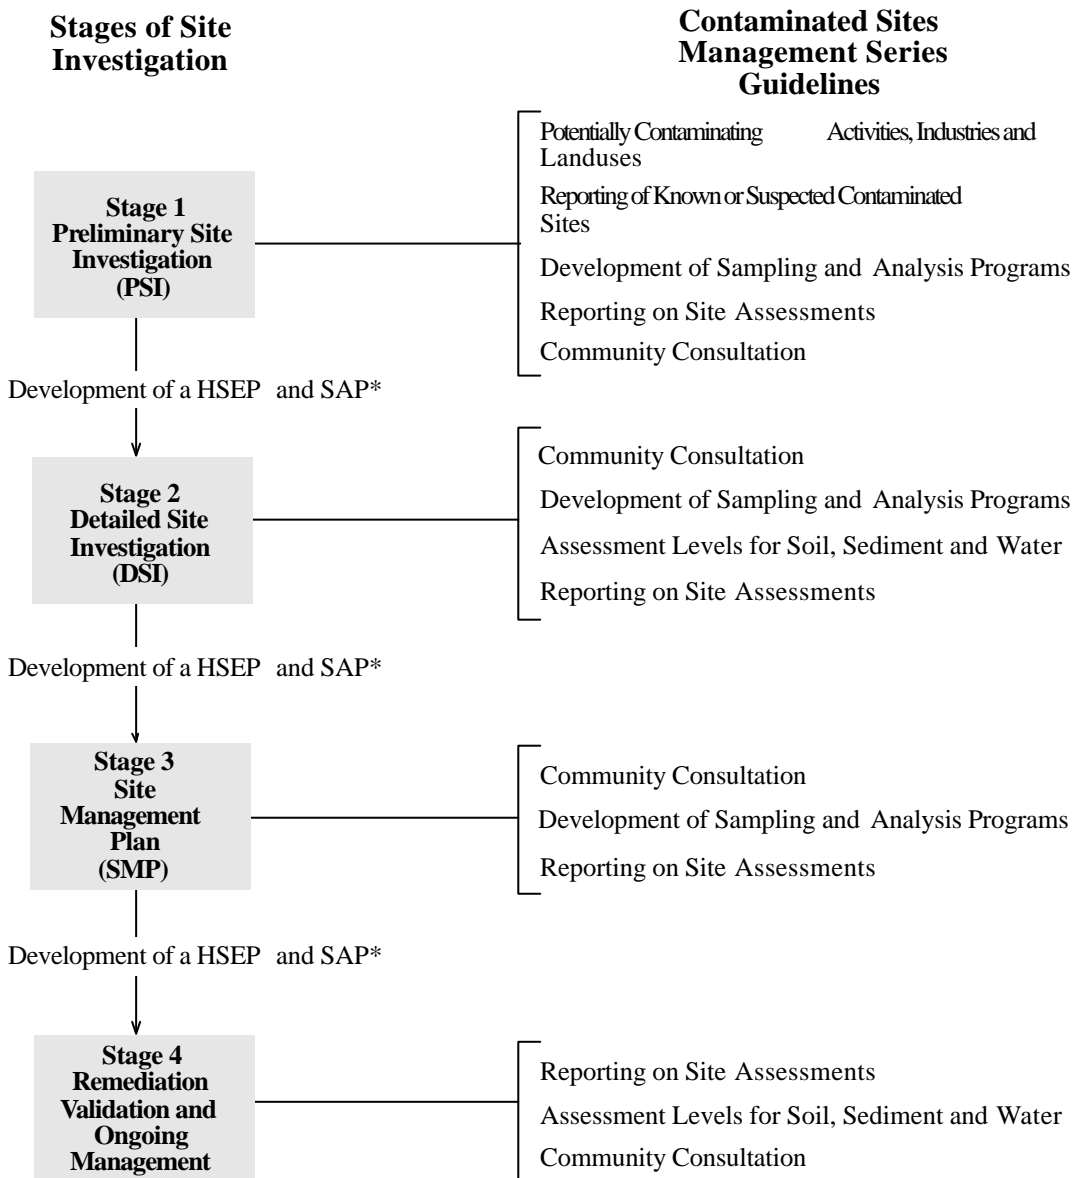 Stages of Site
Investigation
Contaminated Sites
Management Series
Guidelines
Stage 1
Preliminary Site
Investigation
(PSI)
Potentially Contaminating Activities, Industries and
Landuses
Reporting of Known or Suspected Contaminated
Sites
Development of Sampling and Analysis Programs
Reporting on Site Assessments
Community Consultation
Development of a HSEP and SAP*
Stage 2
Detailed Site
Investigation
(DSI)
Community Consultation
Development of Sampling and Analysis Programs
Assessment Levels for Soil, Sediment and Water
Reporting on Site Assessments
Development of a HSEP and SAP*
Stage 3
Site
Management
Plan
(SMP)
Community Consultation
Development of Sampling and Analysis Programs
Reporting on Site Assessments
Development of a HSEP and SAP*
Stage 4
Remediation
Validation and
Ongoing
Management
Reporting on Site Assessments
Assessment Levels for Soil, Sediment and Water
Community Consultation